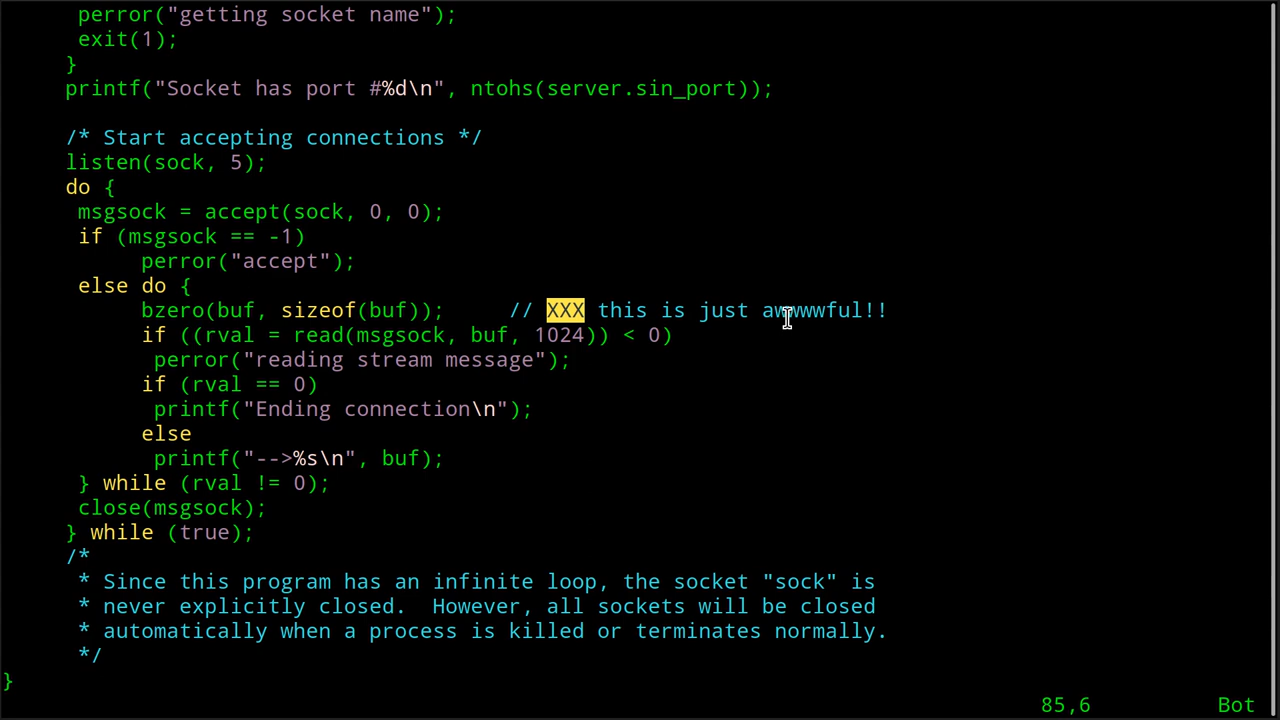 perror("getting socket name");
exit(1);
}
printf("Socket has port #%d\n", ntohs(server.sin_port));
/* Start accepting connections */
listen(sock, 5);
do {
msgsock = accept(sock, 0, 0);
if (msgsock == -1)
perror("accept");
else do {
bzero(buf, sizeof(buf)); // XXX this is just awwwwful!!
if ((rval = read(msgsock, buf, 1024)) < 0)
perror("reading stream message");
if (rval == 0)
printf("Ending connection\n");
else
printf("-->%s\n", buf);
} while (rval != 0);
close(msgsock);
} while (true);
/*
* Since this program has an infinite loop, the socket "sock" is
* never explicitly closed.  However, all sockets will be closed
* automatically when a process is killed or terminates normally.
*/
}
85,6 Bot